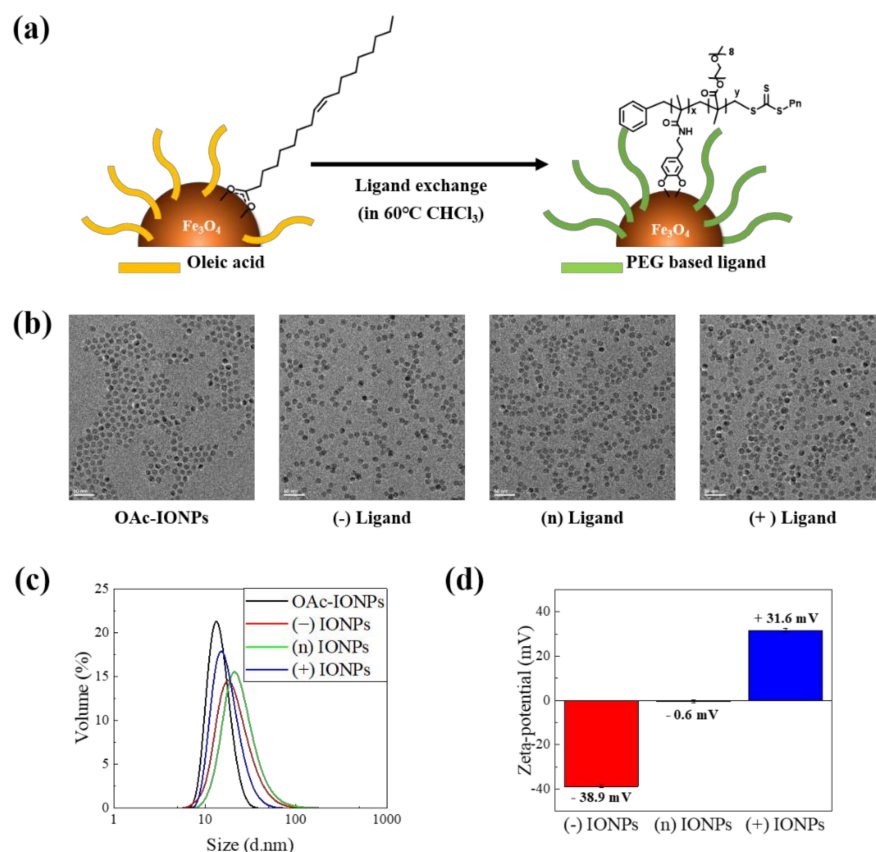 (a)
8
O
O
O
O
x
y
S
S
S
Pn
O
NH
O
O
O
O
Ligand exchange
(in 60℃ CHCl₃)
Fe₃O₄
Fe₃O₄
Oleic acid
PEG based ligand
(b)
OAc-IONPs
(-) Ligand
(n) Ligand
(+ ) Ligand
(c)
25
20
15
10
5
0
Volume (%)
OAc-IONPs
(−) IONPs
(n) IONPs
(+) IONPs
1
10
100
1000
Size (d.nm)
(d)
40
20
0
-20
-40
Zeta-potential (mV)
+ 31.6 mV
- 0.6 mV
- 38.9 mV
(-) IONPs
(n) IONPs
(+) IONPs